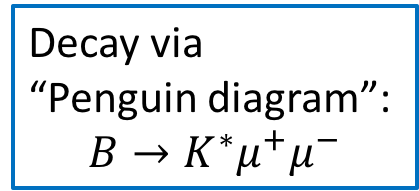 Decay via
“Penguin diagram”:
B → K*μ⁺μ⁻